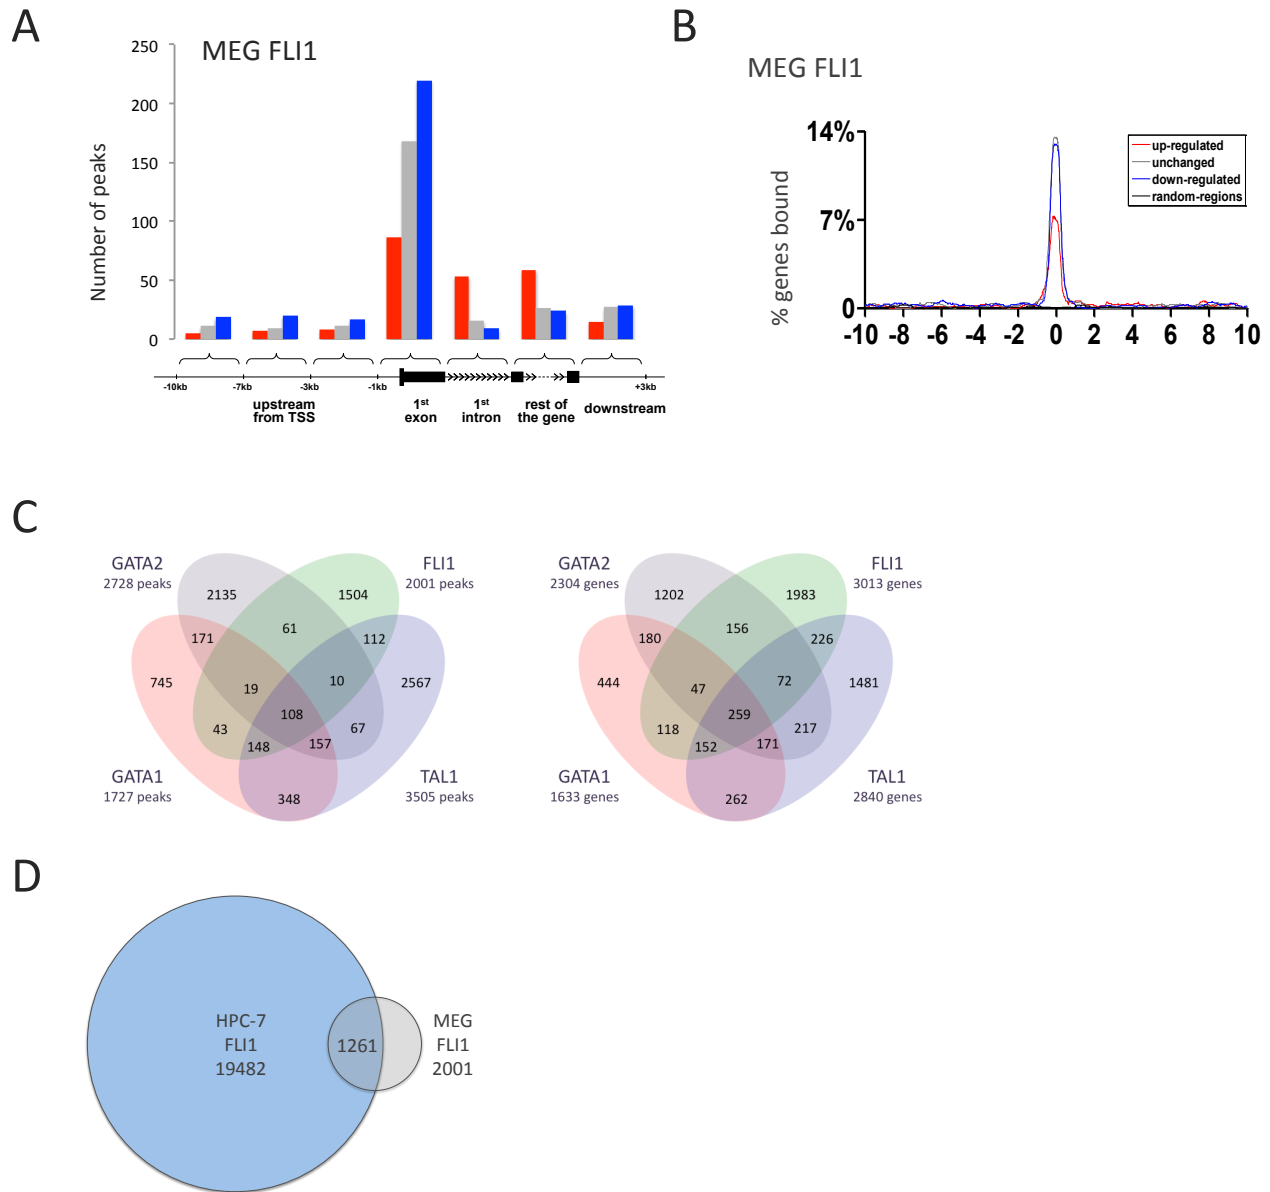 A
MEG FLI1
Number of peaks
250
200
150
100
50
0
-10kb
-7kb
-3kb
-1kb
+3kb
upstream
from TSS
1st
exon
1st
intron
rest of
the gene
downstream
B
MEG FLI1
% genes bound
14%
7%
0
-10 -8 -6 -4 -2 0 2 4 6 8 10
up-regulated
unchanged
down-regulated
random-regions
C
GATA2
2728 peaks
FLI1
2001 peaks
2135
1504
171
61
112
745
19
10
2567
108
43
148
157
67
348
GATA1
1727 peaks
TAL1
3505 peaks
GATA2
2304 genes
FLI1
3013 genes
1202
1983
180
156
226
444
47
72
1481
259
118
152
171
217
262
GATA1
1633 genes
TAL1
2840 genes
D
HPC-7
FLI1
19482
1261
MEG
FLI1
2001